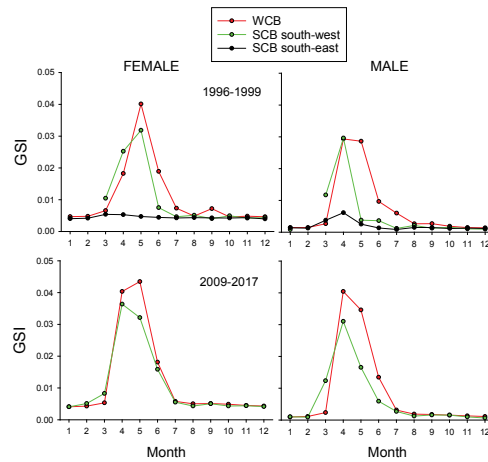 WCB
SCB south-west
SCB south-east
FEMALE
MALE
1996-1999
GSI
0.05
0.04
0.03
0.02
0.01
0.00
1 2 3 4 5 6 7 8 9 10 11 12
1 2 3 4 5 6 7 8 9 10 11 12
2009-2017
GSI
0.05
0.04
0.03
0.02
0.01
0.00
1 2 3 4 5 6 7 8 9 10 11 12
1 2 3 4 5 6 7 8 9 10 11 12
Month
Month